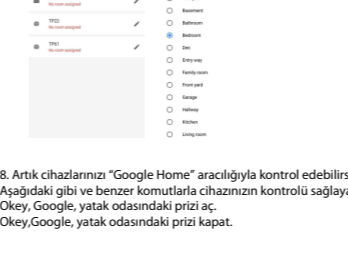 No room assigned
TP22
No room assigned
TP61
No room assigned
Basement
Bathroom
Bedroom
Den
Entry way
Family room
Front yard
Garage
Hallway
Kitchen
Living room
8. Artık cihazlarınızı “Google Home” aracılığıyla kontrol edebilirs
Aşağıdaki gibi ve benzer komutlarla cihazınızın kontrolü sağlaya
Okey, Google, yatak odasındaki prizi aç.
Okey,Google, yatak odasındaki prizi kapat.